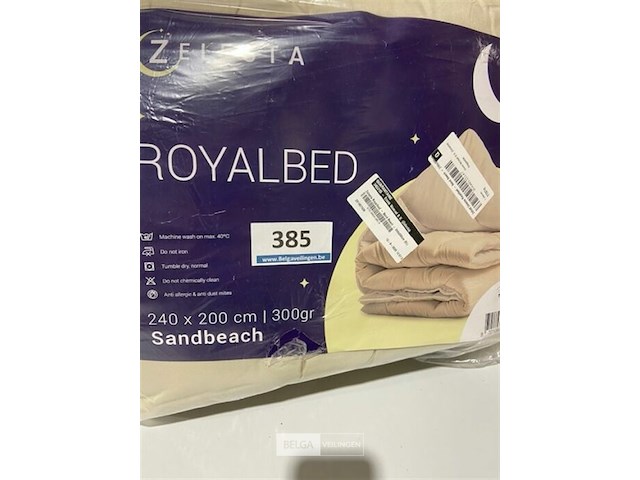 ZELESTA
ROYALBED
Machine wash on max. 40°C
Do not iron
Tumble dry, normal
Do not chemically clean
Anti allergie & anti dust mites
385
www.Belgaveilingen.be
240 x 200 cm | 300gr
Sandbeach
BELGA VEILINGEN